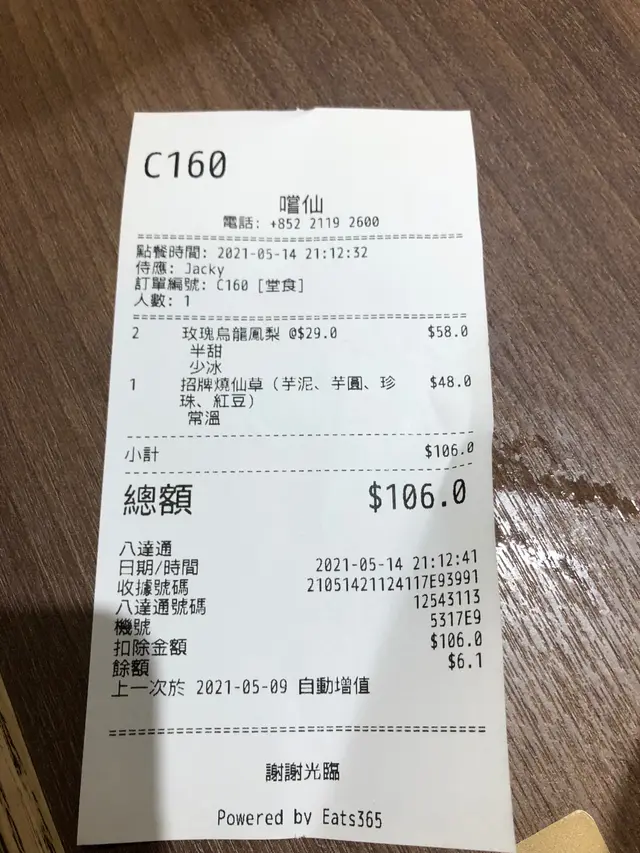 C160
嚐仙
電話: +852 2119 2600
點餐時間: 2021-05-14 21:12:32
侍應: Jacky
訂單編號: C160 [堂食]
人數: 1
2 玫瑰烏龍鳳梨 @$29.0 $58.0
半甜
少冰
1 招牌燒仙草（芋泥、芋圓、珍 $48.0
珠、紅豆）
常溫
小計 $106.0
總額 $106.0
八達通
日期/時間 2021-05-14 21:12:41
收據號碼 21051421124117E93991
八達通號碼 12543113
機號 5317E9
扣除金額 $106.0
餘額 $6.1
上一次於 2021-05-09 自動增值
謝謝光臨
Powered by Eats365